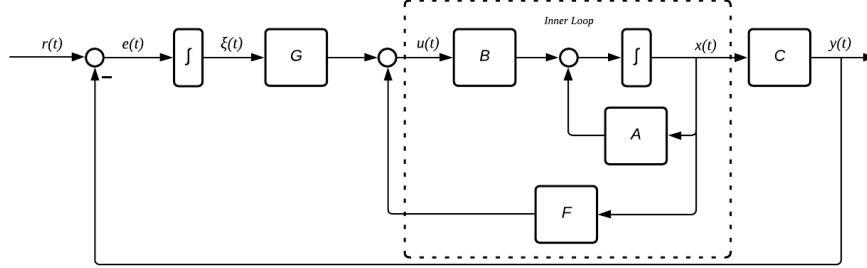 Inner Loop
r(t)
e(t)
∫
ξ(t)
G
u(t)
B
∫
x(t)
C
y(t)
−
A
F